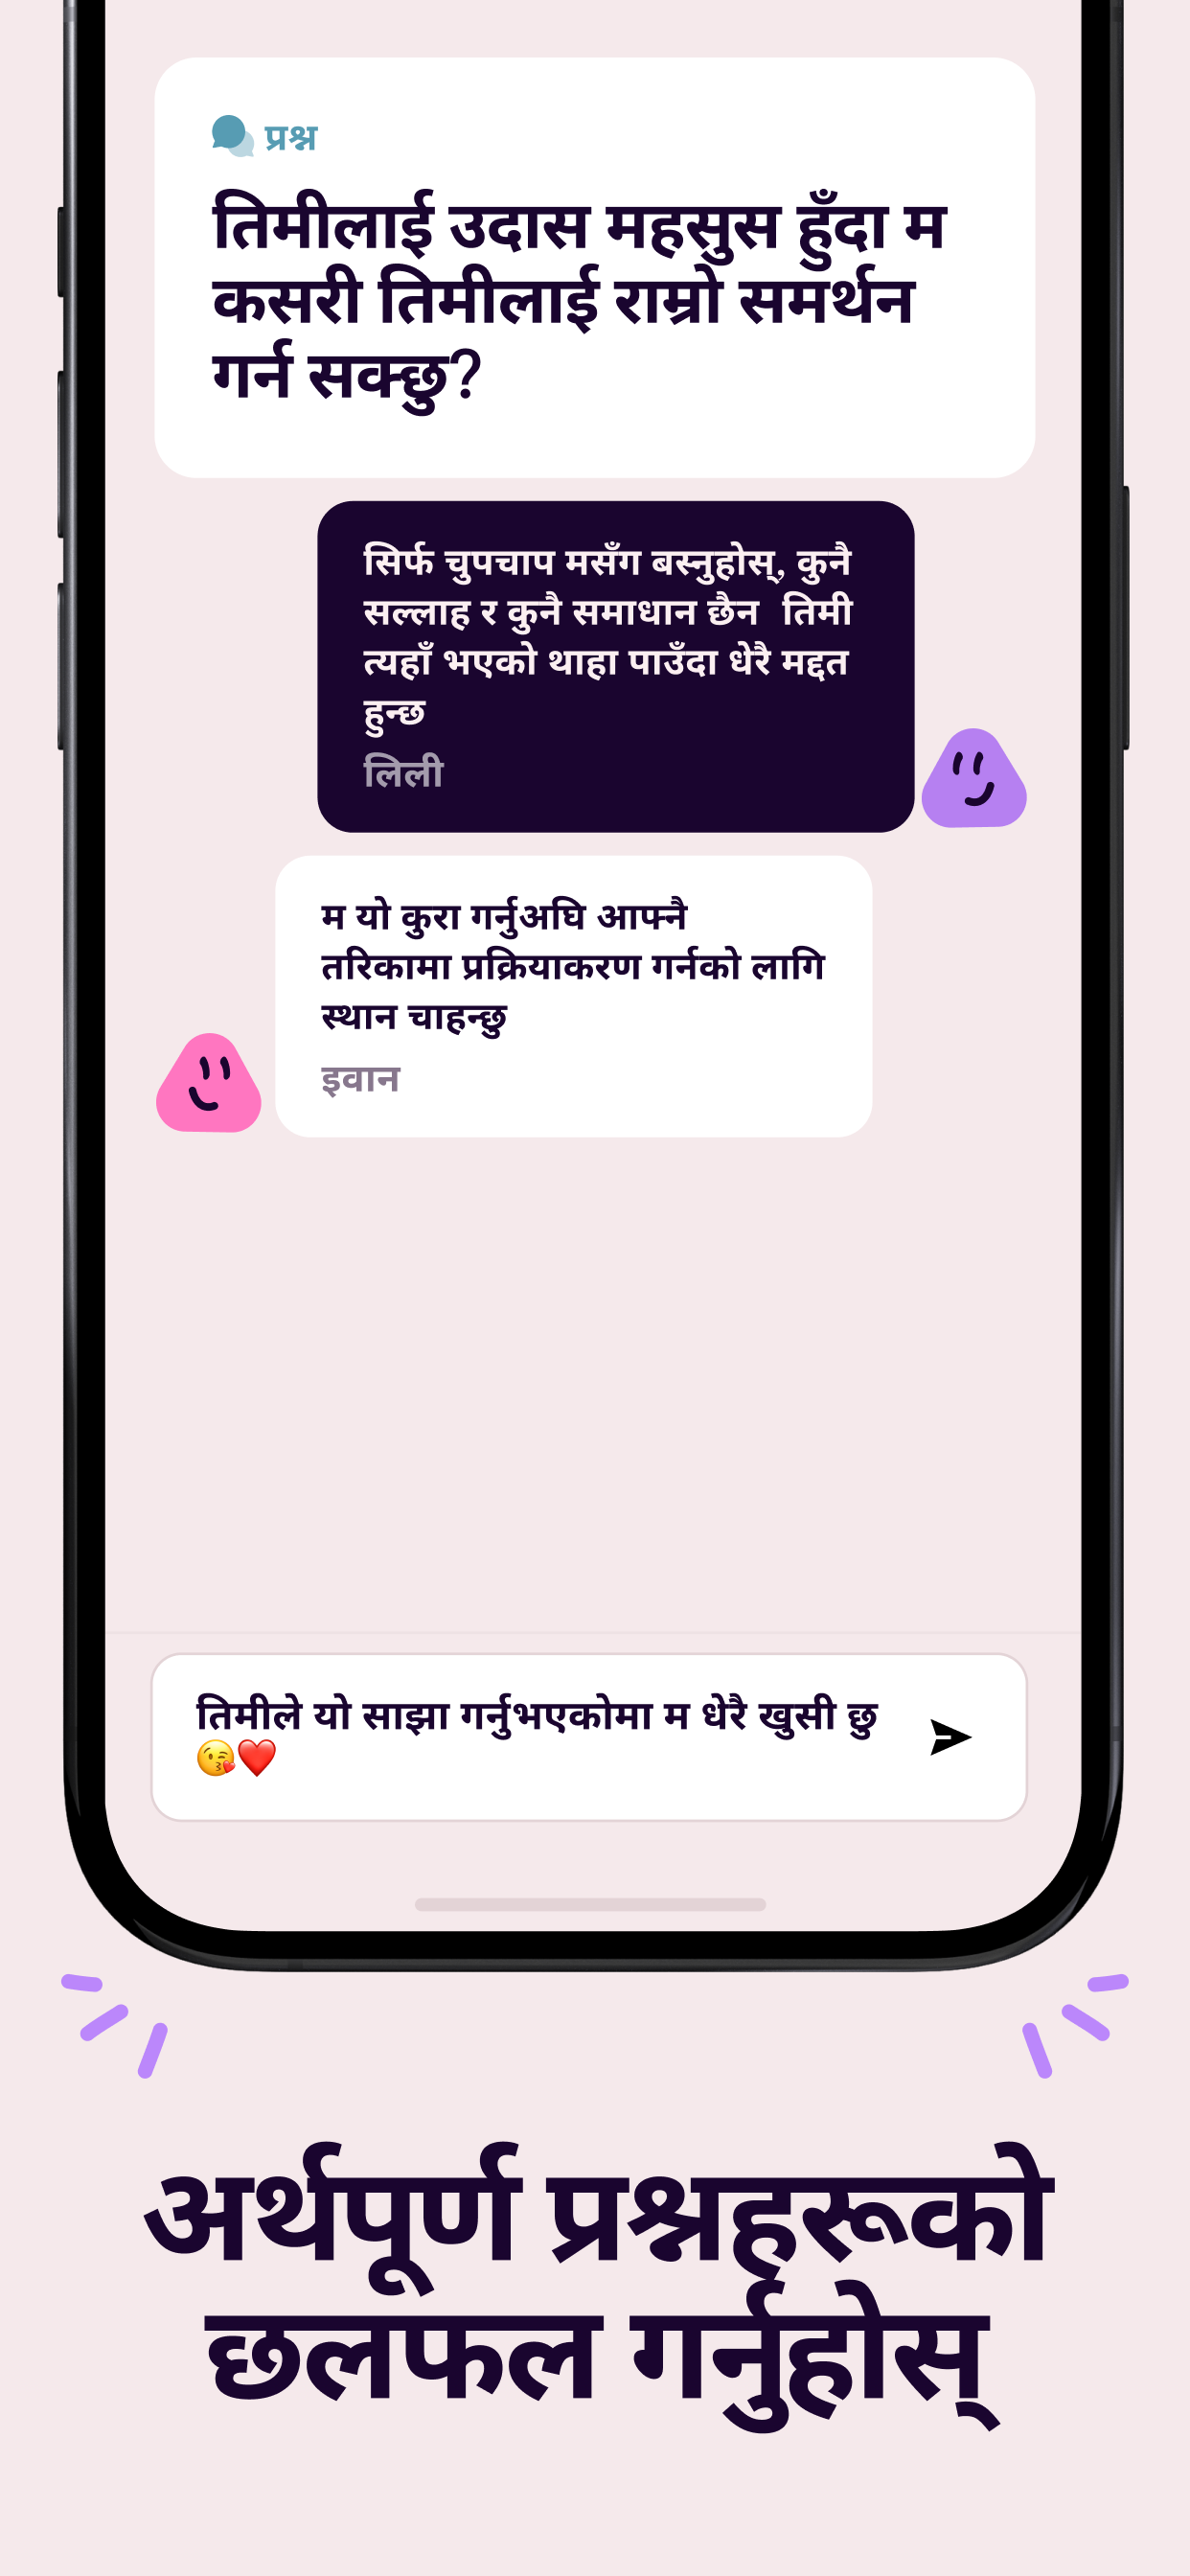 प्रश्न
तिमीलाई उदास महसुस हुँदा म
कसरी तिमीलाई राम्रो समर्थन
गर्न सक्छु?
सिर्फ चुपचाप मसँग बस्नुहोस्, कुनै
सल्लाह र कुनै समाधान छैन  तिमी
त्यहाँ भएको थाहा पाउँदा धेरै मद्दत
हुन्छ
लिली
म यो कुरा गर्नुअघि आफ्नै
तरिकामा प्रक्रियाकरण गर्नको लागि
स्थान चाहन्छु
इवान
तिमीले यो साझा गर्नुभएकोमा म धेरै खुसी छु
😘❤️
अर्थपूर्ण प्रश्नहरूको
छलफल गर्नुहोस्